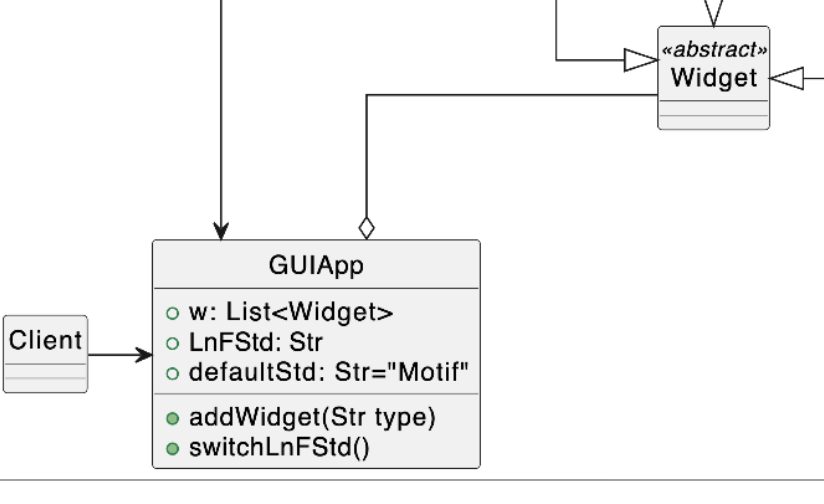 «abstract»
Widget
GUIApp
w: List<Widget>
LnFStd: Str
defaultStd: Str="Motif"
addWidget(Str type)
switchLnFStd()
Client